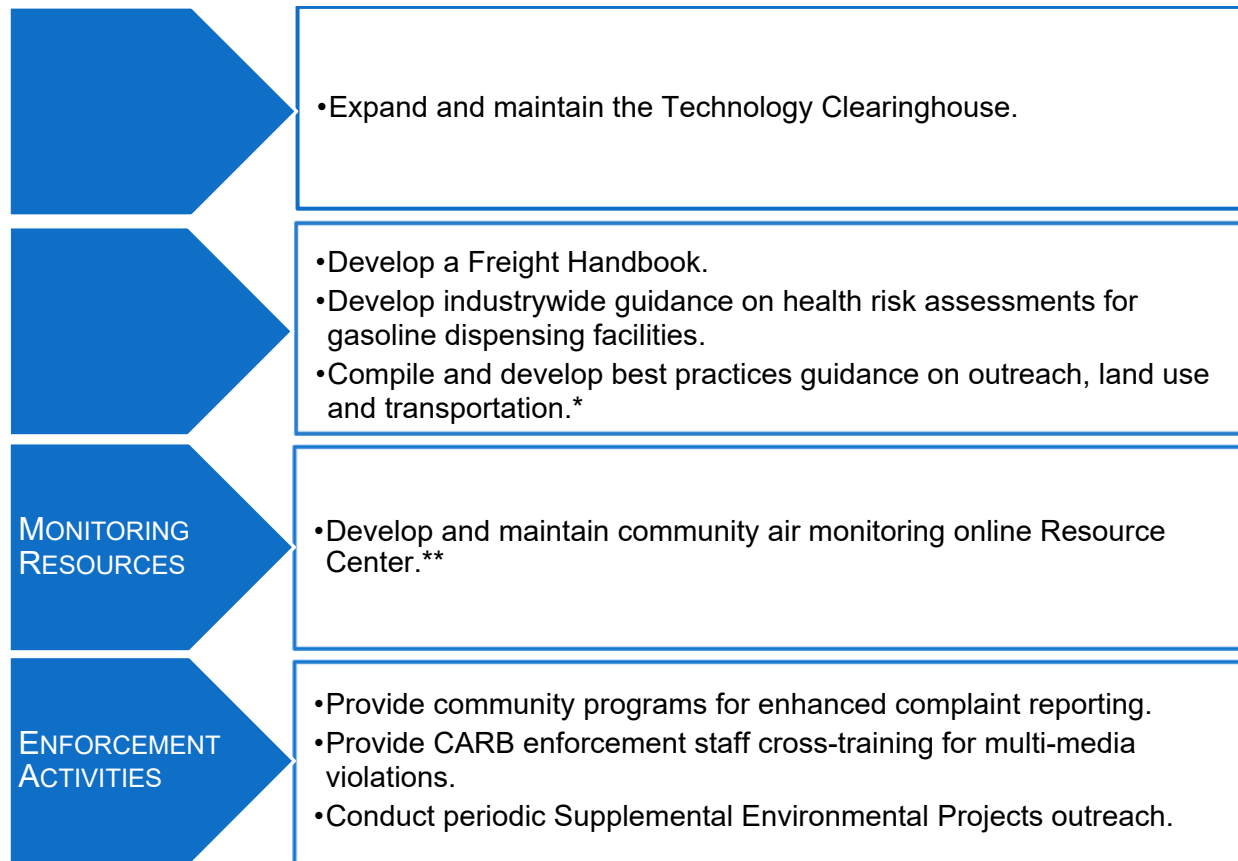 •Expand and maintain the Technology Clearinghouse.
•Develop a Freight Handbook.
•Develop industrywide guidance on health risk assessments for
gasoline dispensing facilities.
•Compile and develop best practices guidance on outreach, land use
and transportation.*
MONITORING
RESOURCES
•Develop and maintain community air monitoring online Resource
Center.**
ENFORCEMENT
ACTIVITIES
•Provide community programs for enhanced complaint reporting.
•Provide CARB enforcement staff cross-training for multi-media
violations.
•Conduct periodic Supplemental Environmental Projects outreach.